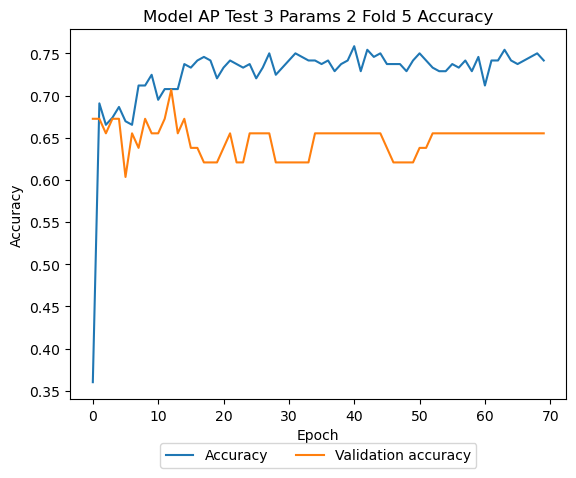 Model AP Test 3 Params 2 Fold 5 Accuracy
Accuracy
0.75
0.70
0.65
0.60
0.55
0.50
0.45
0.40
0.35
0 10 20 30 40 50 60 70
Epoch
Accuracy Validation accuracy